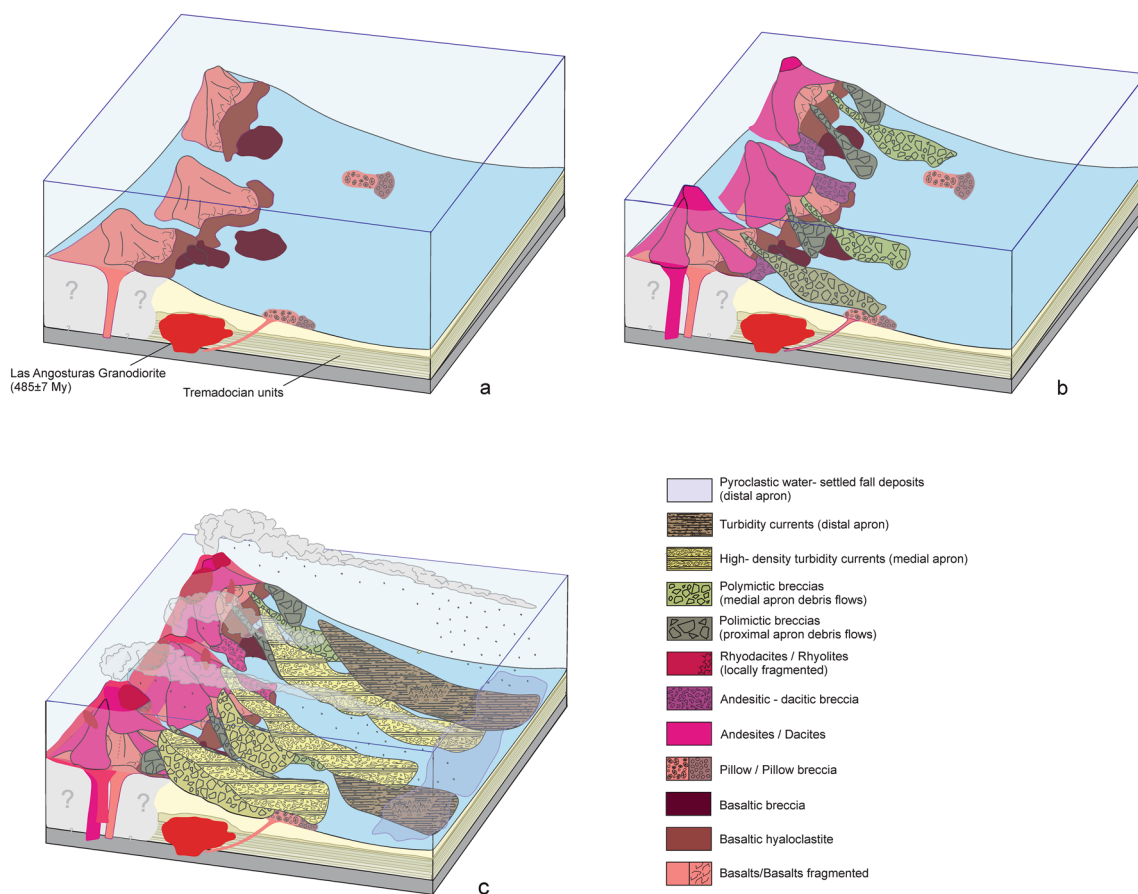 ?
?
Las Angosturas Granodiorite
(485±7 My)
Tremadocian units
a
?
?
b
?
c
Pyroclastic water- settled fall deposits
(distal apron)
Turbidity currents (distal apron)
High- density turbidity currents (medial apron)
Polymictic breccias
(medial apron debris flows)
Polimictic breccias
(proximal apron debris flows)
Rhyodacites / Rhyolites
(locally fragmented)
Andesitic - dacitic breccia
Andesites / Dacites
Pillow / Pillow breccia
Basaltic breccia
Basaltic hyaloclastite
Basalts/Basalts fragmented